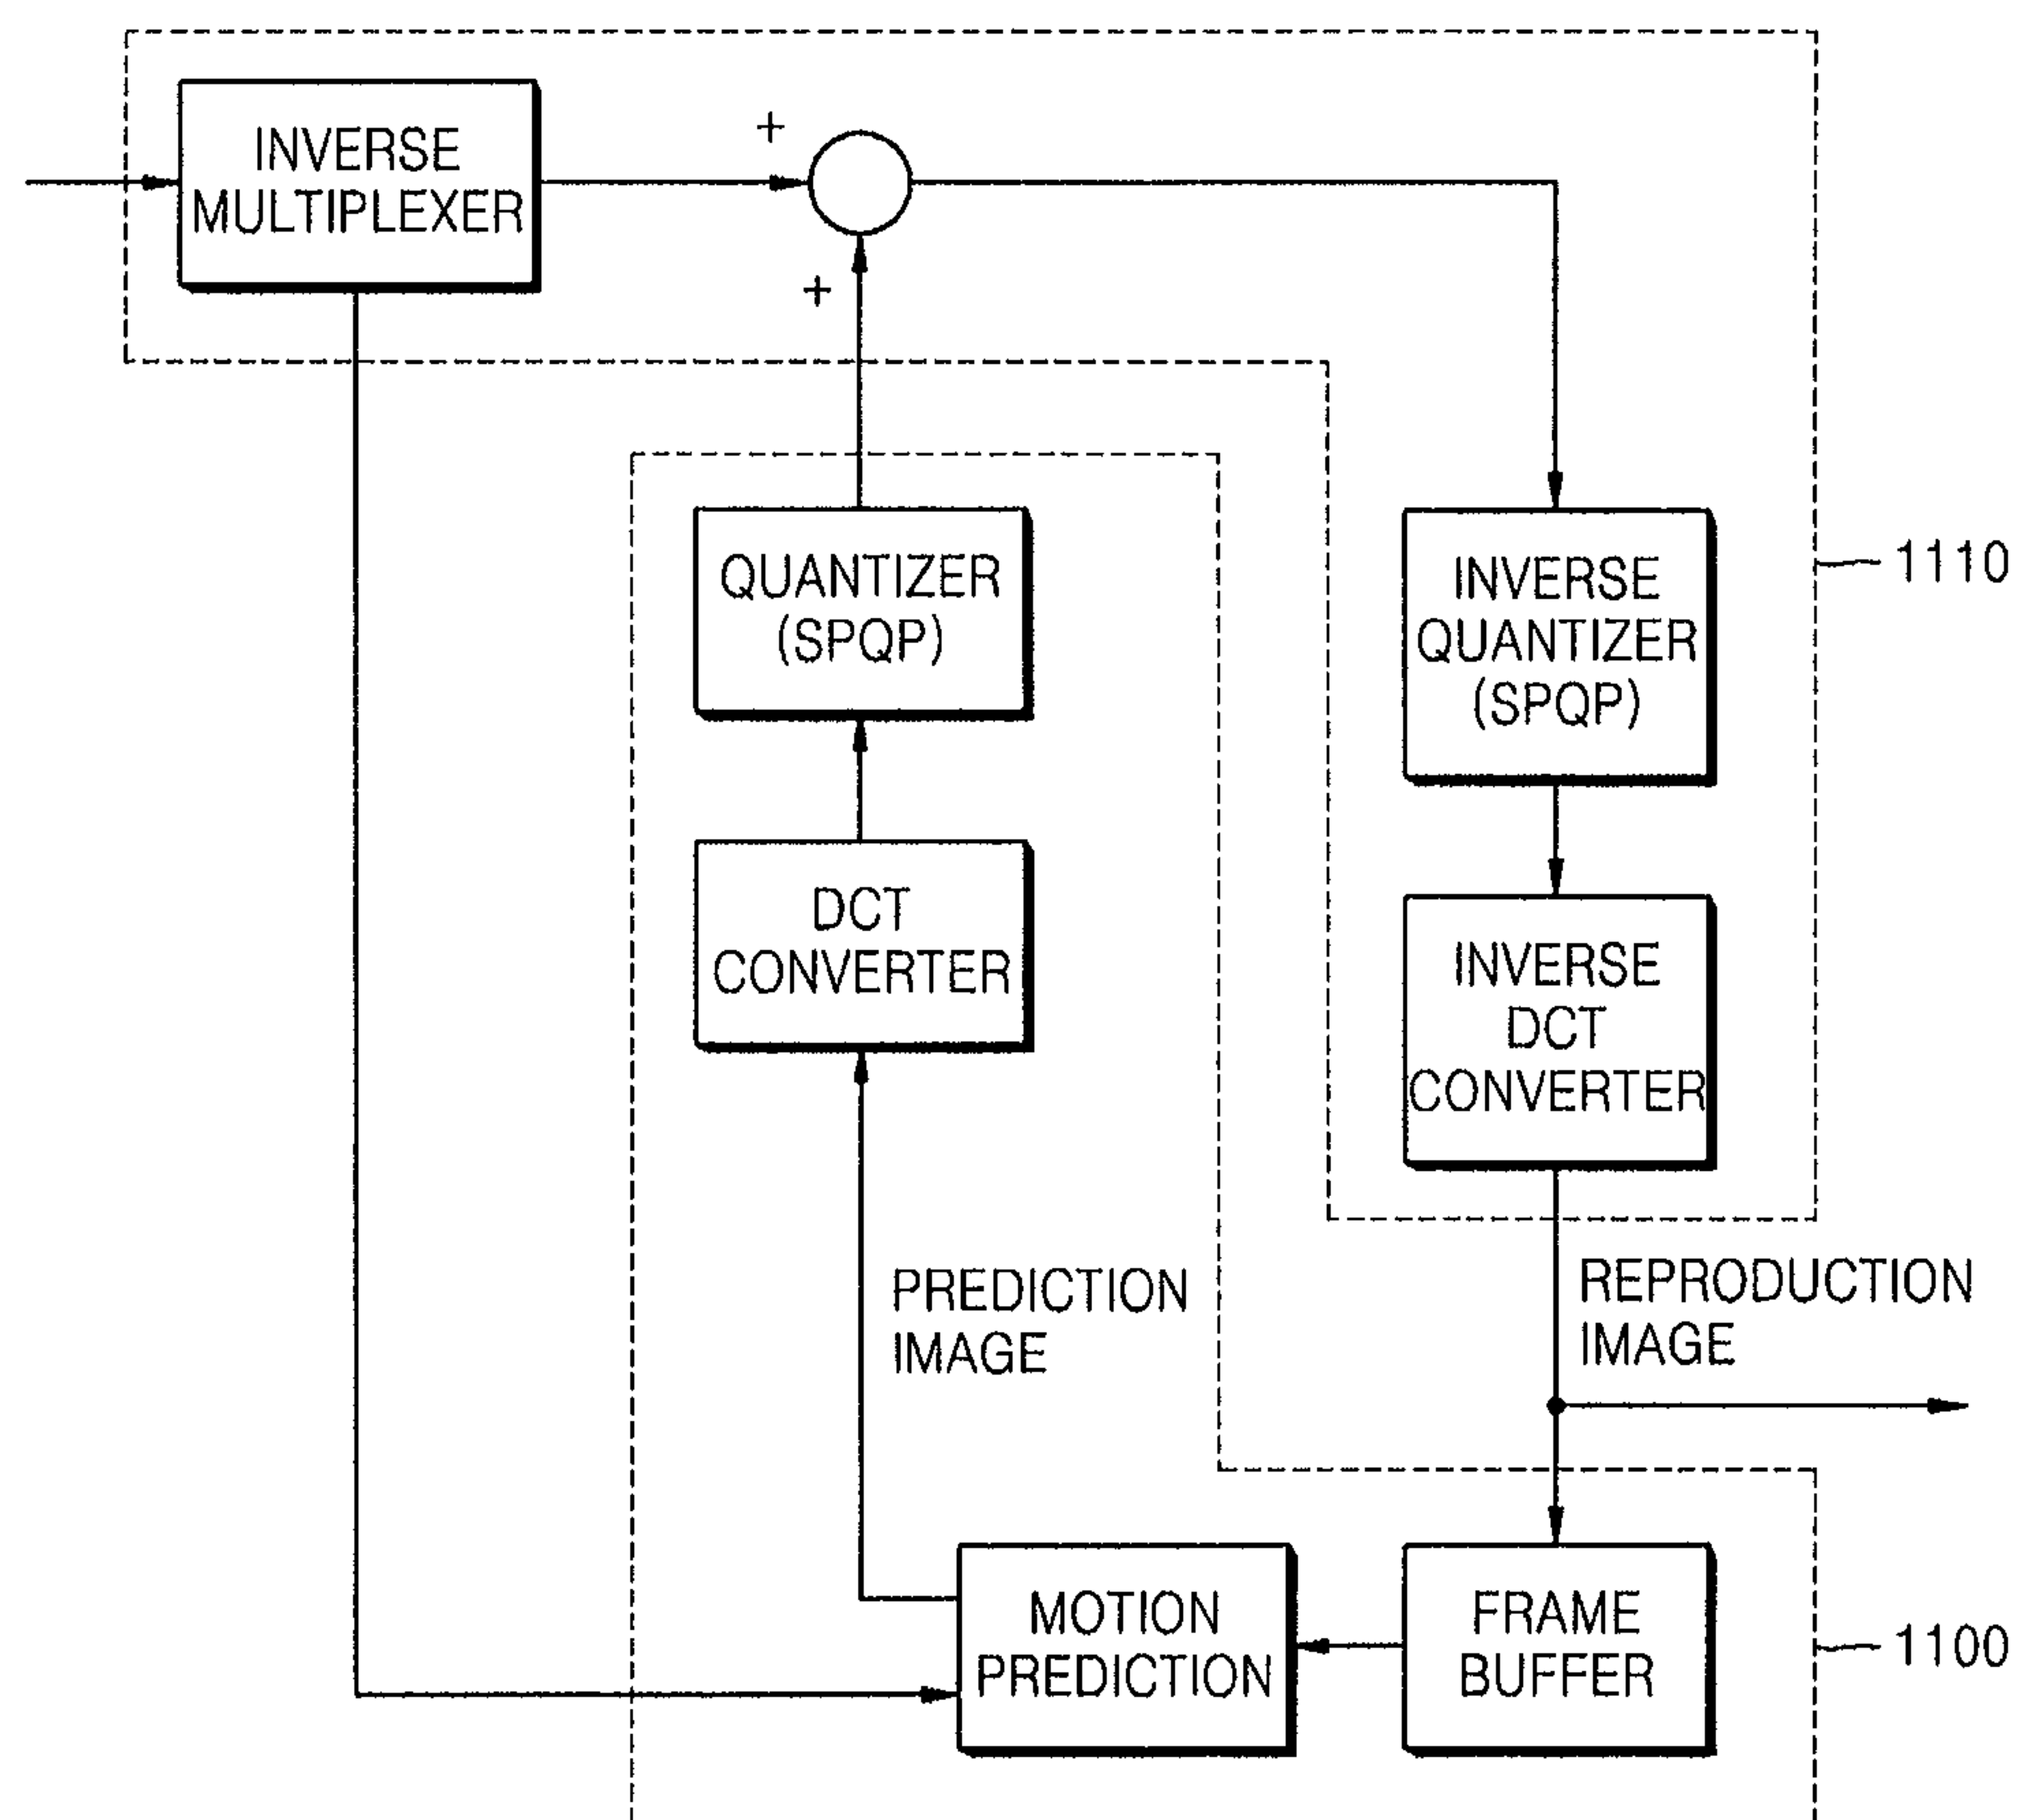 INVERSE
MULTIPLEXER
+
+
QUANTIZER
(SPQP)
INVERSE
QUANTIZER
(SPQP)
1110
DCT
CONVERTER
INVERSE
DCT
CONVERTER
PREDICTION
IMAGE
REPRODUCTION
IMAGE
MOTION
PREDICTION
FRAME
BUFFER
1100